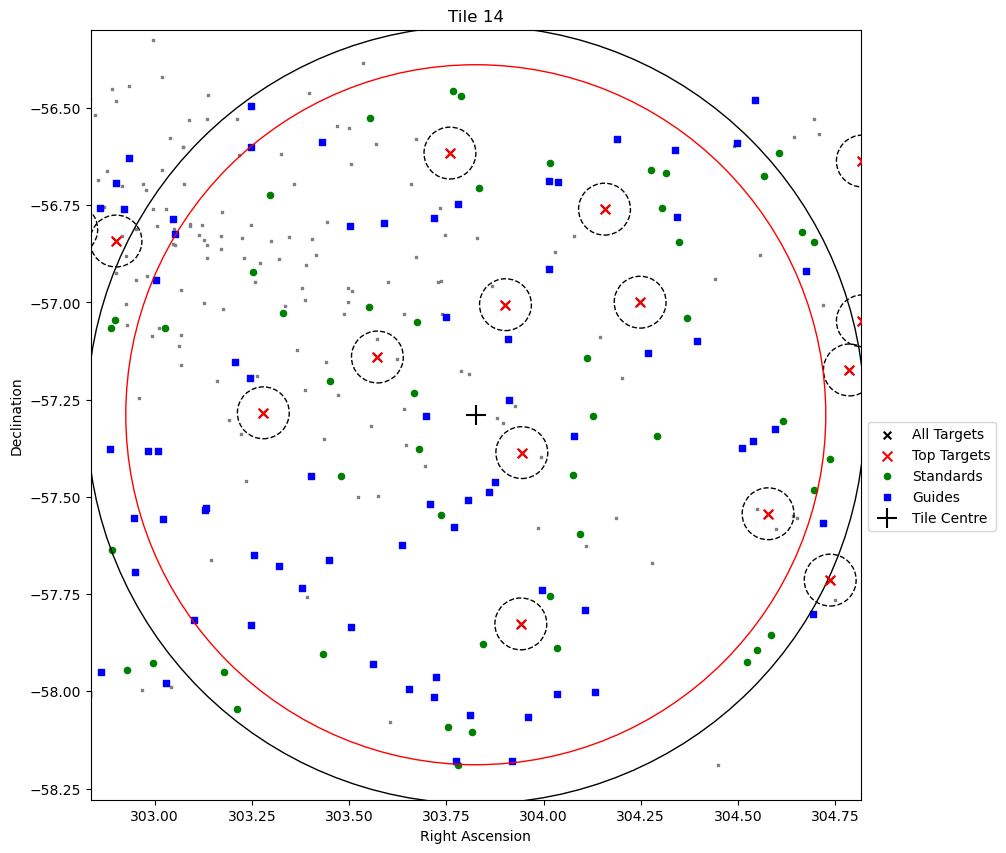 Tile 14
Declination
−56.50
−56.75
−57.00
−57.25
−57.50
−57.75
−58.00
−58.25
303.00
303.25
303.50
303.75
304.00
304.25
304.50
304.75
Right Ascension
All Targets
Top Targets
Standards
Guides
Tile Centre